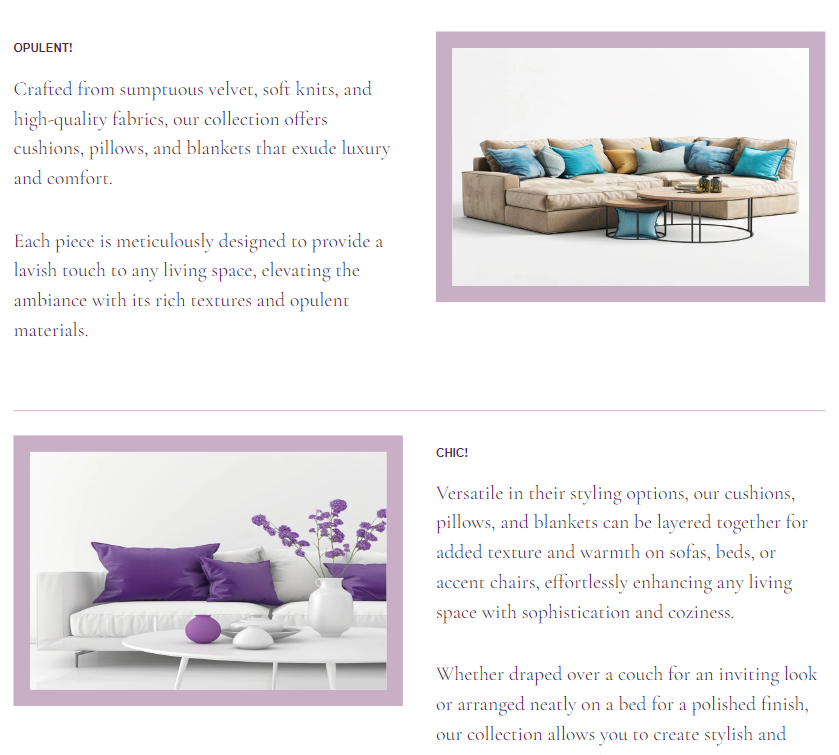 OPULENT!
Crafted from sumptuous velvet, soft knits, and
high-quality fabrics, our collection offers
cushions, pillows, and blankets that exude luxury
and comfort.
Each piece is meticulously designed to provide a
lavish touch to any living space, elevating the
ambiance with its rich textures and opulent
materials.
CHIC!
Versatile in their styling options, our cushions,
pillows, and blankets can be layered together for
added texture and warmth on sofas, beds, or
accent chairs, effortlessly enhancing any living
space with sophistication and coziness.
Whether draped over a couch for an inviting look
or arranged neatly on a bed for a polished finish,
our collection allows you to create stylish and